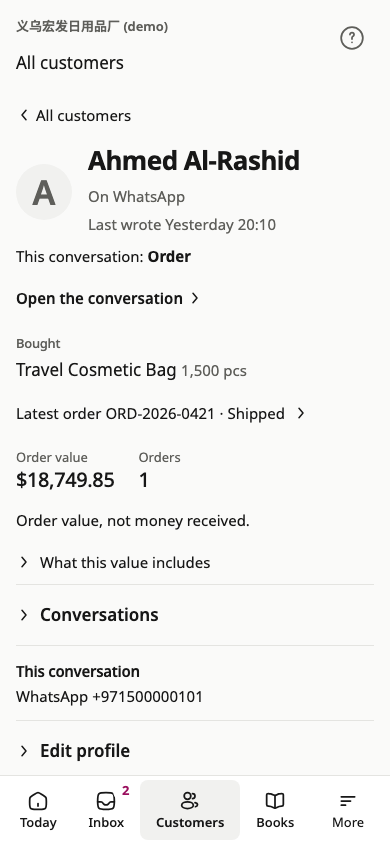 义乌宏发日用品厂 (demo)
All customers
All customers
A
Ahmed Al-Rashid
On WhatsApp
Last wrote Yesterday 20:10
This conversation: Order
Open the conversation
Bought
Travel Cosmetic Bag 1,500 pcs
Latest order ORD-2026-0421 · Shipped
Order value Orders
$18,749.85 1
Order value, not money received.
What this value includes
Conversations
This conversation
WhatsApp +971500000101
Edit profile
2
Today Inbox Customers Books More